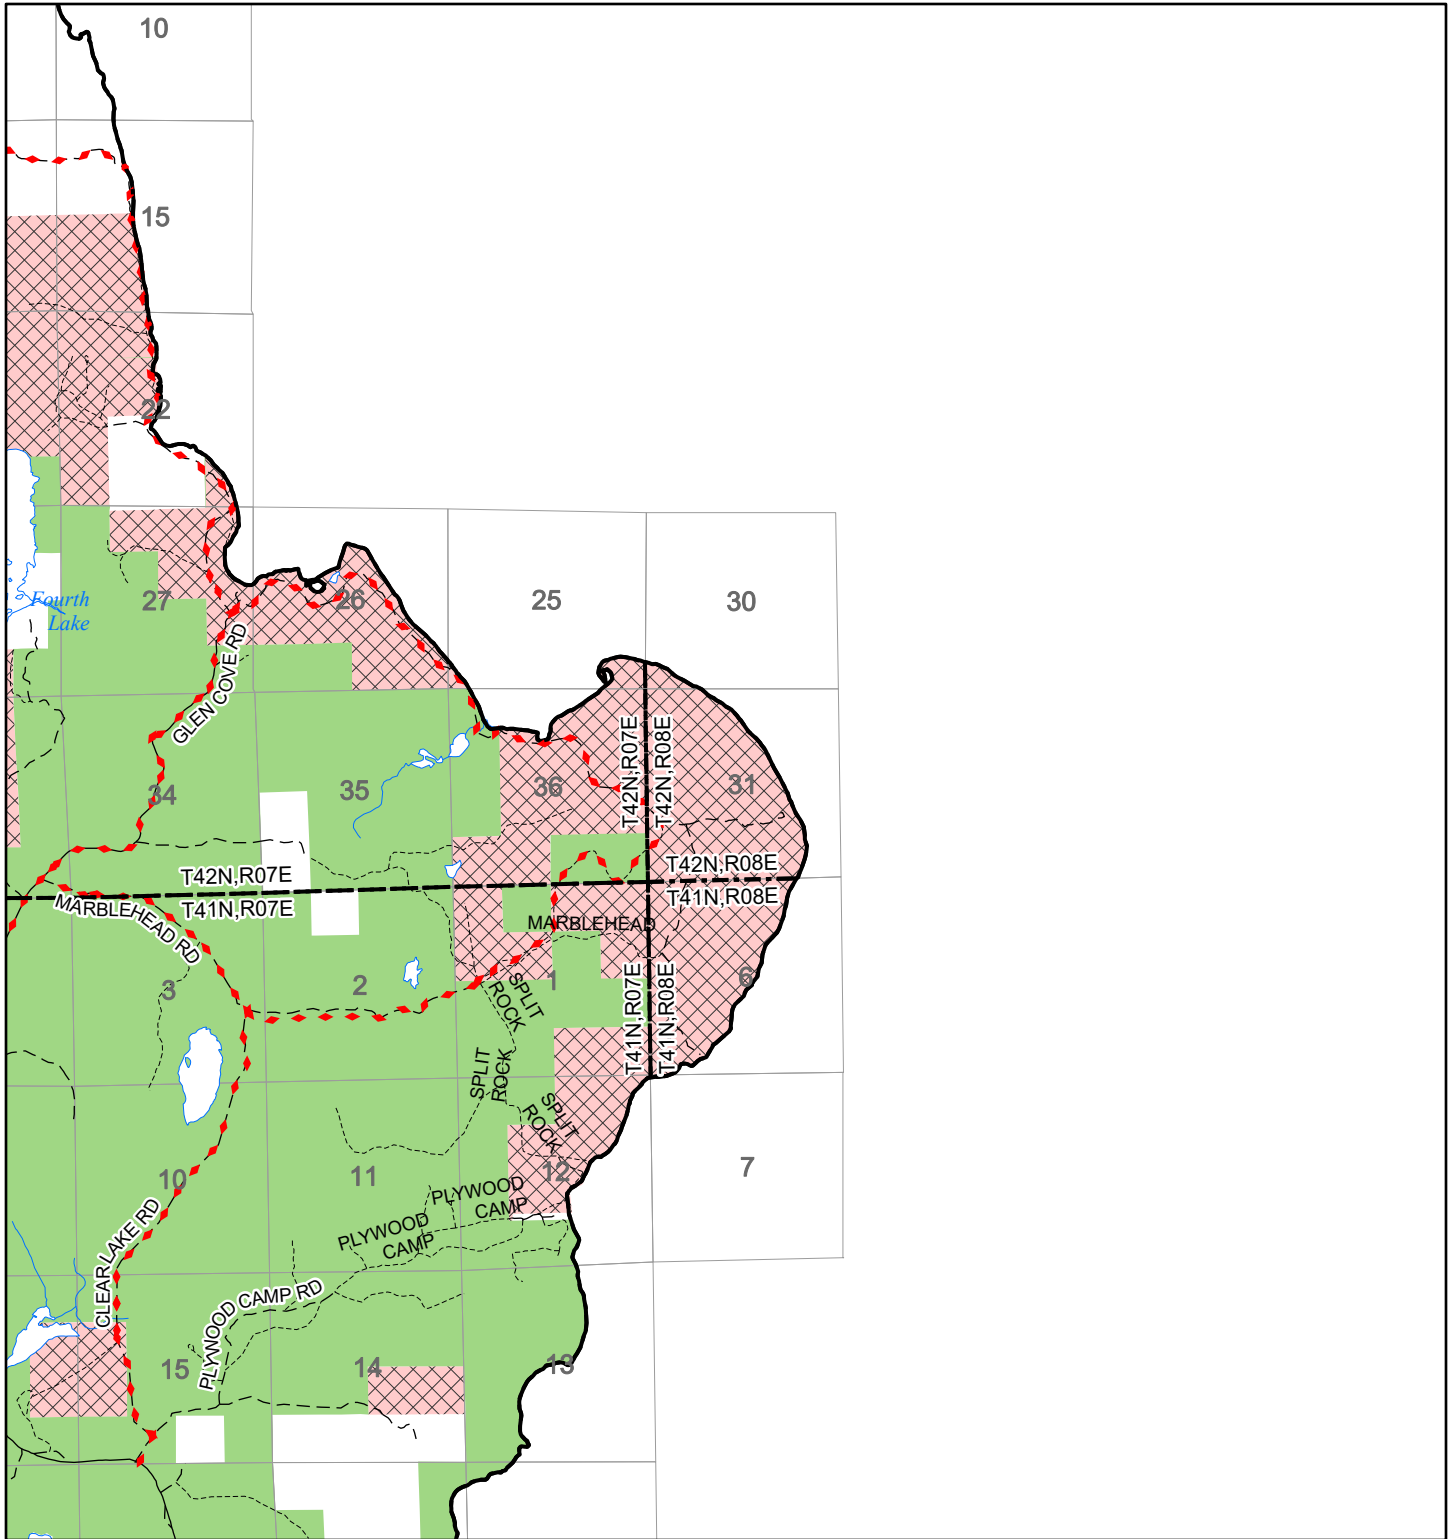 10
15
22
Fourth
Lake
27
26
25
30
GLEN COVE RD
34
35
36
31
T42N,R07E
T42N,R08E
T42N,R07E
T41N,R07E
T42N,R08E
T41N,R08E
MARBLEHEAD RD
MARBLEHEAD
3
2
1
6
T41N,R07E
T41N,R08E
SPLIT
ROCK
SPLIT
ROCK
SPLIT
ROCK
10
11
12
7
PLYWOOD
CAMP
PLYWOOD
CAMP
CLEAR LAKE RD
PLYWOOD CAMP RD
15
14
13